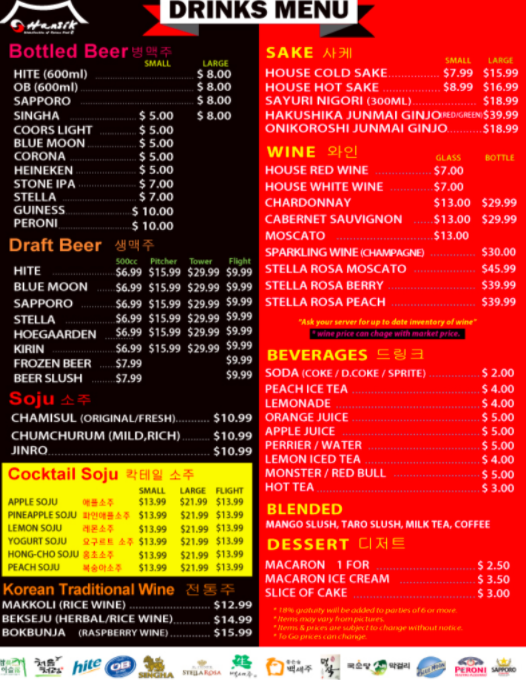 Hansik
DRINKS MENU
Bottled Beer 병맥주
SMALL LARGE
HITE (600ml) $ 8.00
OB (600ml) $ 8.00
SAPPORO $ 8.00
SINGHA $ 5.00 $ 8.00
COORS LIGHT $ 5.00
BLUE MOON $ 5.00
CORONA $ 5.00
HEINEKEN $ 5.00
STONE IPA $ 7.00
STELLA $ 7.00
GUINESS $ 10.00
PERONI $ 10.00
Draft Beer 생맥주
500cc Pitcher Tower Flight
HITE $6.99 $15.99 $29.99 $9.99
BLUE MOON $6.99 $15.99 $29.99 $9.99
SAPPORO $6.99 $15.99 $29.99 $9.99
STELLA $6.99 $15.99 $29.99 $9.99
HOEGAARDEN $6.99 $15.99 $29.99 $9.99
KIRIN $6.99 $15.99 $29.99 $9.99
FROZEN BEER $7.99 $9.99
BEER SLUSH $7.99 $9.99
Soju 소주
CHAMISUL (ORIGINAL/FRESH) $10.99
CHUMCHURUM (MILD,RICH) $10.99
JINRO $10.99
Cocktail Soju 칵테일 소주
SMALL LARGE FLIGHT
APPLE SOJU 애플소주 $13.99 $21.99 $13.99
PINEAPPLE SOJU 파인애플소주 $13.99 $21.99 $13.99
LEMON SOJU 레몬소주 $13.99 $21.99 $13.99
YOGURT SOJU 요구르트 소주 $13.99 $21.99 $13.99
HONG-CHO SOJU 홍초소주 $13.99 $21.99 $13.99
PEACH SOJU 복숭아소주 $13.99 $21.99 $13.99
Korean Traditional Wine 전통주
MAKKOLI (RICE WINE) $12.99
BEKSEJU (HERBAL/RICE WINE) $14.99
BOKBUNJA (RASPBERRY WINE) $15.99
SAKE 사케
SMALL LARGE
HOUSE COLD SAKE $7.99 $15.99
HOUSE HOT SAKE $8.99 $16.99
SAYURI NIGORI (300ML) $18.99
HAKUSHIKA JUNMAI GINJO(RED/GREEN)$39.99
ONIKOROSHI JUNMAI GINJO $18.99
WINE 와인
GLASS BOTTLE
HOUSE RED WINE $7.00
HOUSE WHITE WINE $7.00
CHARDONNAY $13.00 $29.99
CABERNET SAUVIGNON $13.00 $29.99
MOSCATO $13.00
SPARKLING WINE (CHAMPAGNE) $30.00
STELLA ROSA MOSCATO $45.99
STELLA ROSA BERRY $39.99
STELLA ROSA PEACH $39.99
"Ask your server for up to date inventory of wine"
* wine price can chage with market price.
BEVERAGES 드링크
SODA (COKE / D.COKE / SPRITE) $ 2.00
PEACH ICE TEA $ 4.00
LEMONADE $ 4.00
ORANGE JUICE $ 5.00
APPLE JUICE $ 5.00
PERRIER / WATER $ 5.00
LEMON ICED TEA $ 4.00
MONSTER / RED BULL $ 5.00
HOT TEA $ 3.00
BLENDED
MANGO SLUSH, TARO SLUSH, MILK TEA, COFFEE
DESSERT 디저트
MACARON 1 FOR $ 2.50
MACARON ICE CREAM $ 3.50
SLICE OF CAKE $ 3.00
* 18% gratuity will be added to parties of 6 or more.
* Items may vary from pictures.
* Items & prices are subject to change without notice.
* To Go prices can change.
hite OB SINGHA STELLA ROSA 백세주 국순당 막걸리 Blue Moon PERONI SAPPORO